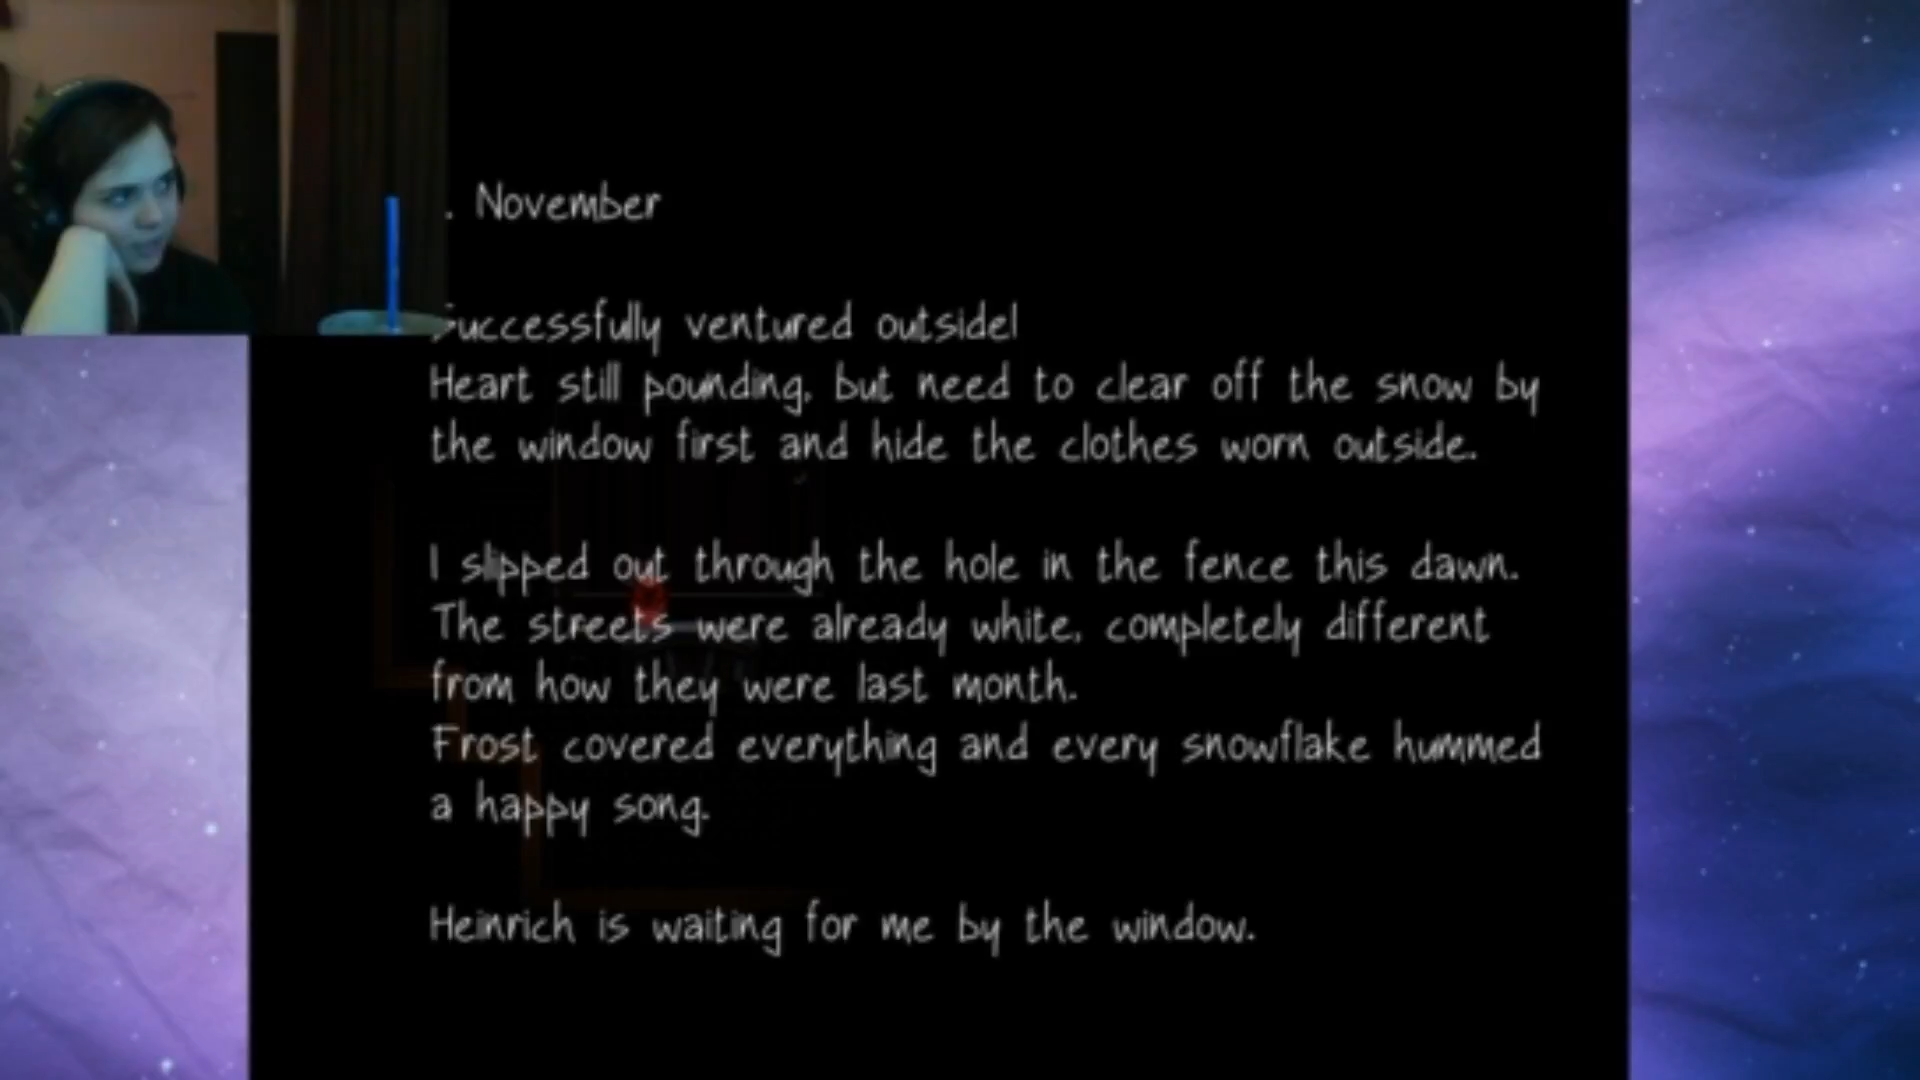 . November
Successfully ventured outside!
Heart still pounding, but need to clear off the snow by
the window first and hide the clothes worn outside.
I slipped out through the hole in the fence this dawn.
The streets were already white, completely different
from how they were last month.
Frost covered everything and every snowflake hummed
a happy song.
Heinrich is waiting for me by the window.